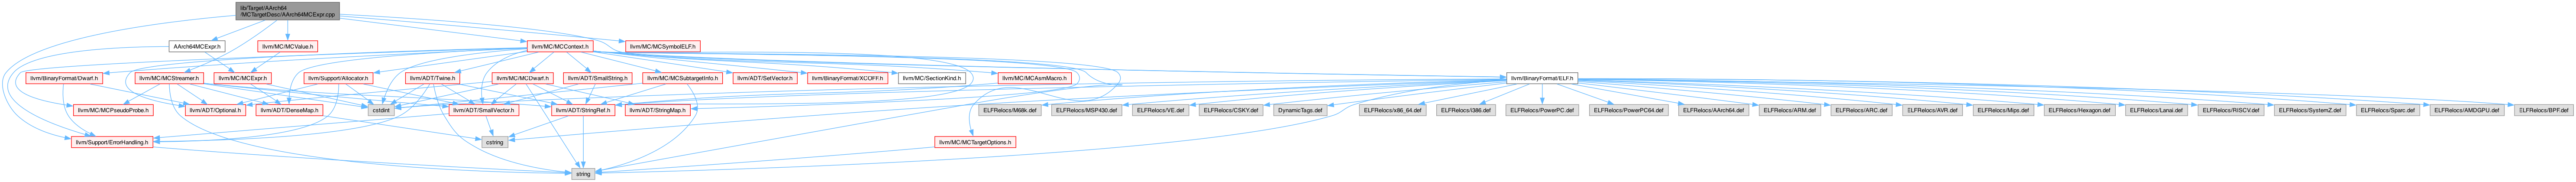 lib/Target/AArch64
/MCTargetDesc/AArch64MCExpr.cpp
AArch64MCExpr.h
llvm/MC/MCValue.h
llvm/MC/MCContext.h
llvm/MC/MCSymbolELF.h
llvm/BinaryFormat/Dwarf.h
llvm/MC/MCStreamer.h
llvm/MC/MCExpr.h
llvm/Support/Allocator.h
llvm/ADT/Twine.h
llvm/MC/MCDwarf.h
llvm/ADT/SmallString.h
llvm/MC/MCSubtargetInfo.h
llvm/ADT/SetVector.h
llvm/BinaryFormat/XCOFF.h
llvm/MC/SectionKind.h
llvm/MC/MCAsmMacro.h
llvm/BinaryFormat/ELF.h
llvm/MC/MCPseudoProbe.h
llvm/ADT/Optional.h
llvm/ADT/DenseMap.h
cstdint
llvm/ADT/SmallVector.h
llvm/ADT/StringRef.h
llvm/ADT/StringMap.h
ELFRelocs/M68k.def
ELFRelocs/MSP430.def
ELFRelocs/VE.def
ELFRelocs/CSKY.def
DynamicTags.def
ELFRelocs/x86_64.def
ELFRelocs/i386.def
ELFRelocs/PowerPC.def
ELFRelocs/PowerPC64.def
ELFRelocs/AArch64.def
ELFRelocs/ARM.def
ELFRelocs/ARC.def
ELFRelocs/AVR.def
ELFRelocs/Mips.def
ELFRelocs/Hexagon.def
ELFRelocs/Lanai.def
ELFRelocs/RISCV.def
ELFRelocs/SystemZ.def
ELFRelocs/Sparc.def
ELFRelocs/AMDGPU.def
ELFRelocs/BPF.def
llvm/Support/ErrorHandling.h
cstring
llvm/MC/MCTargetOptions.h
string